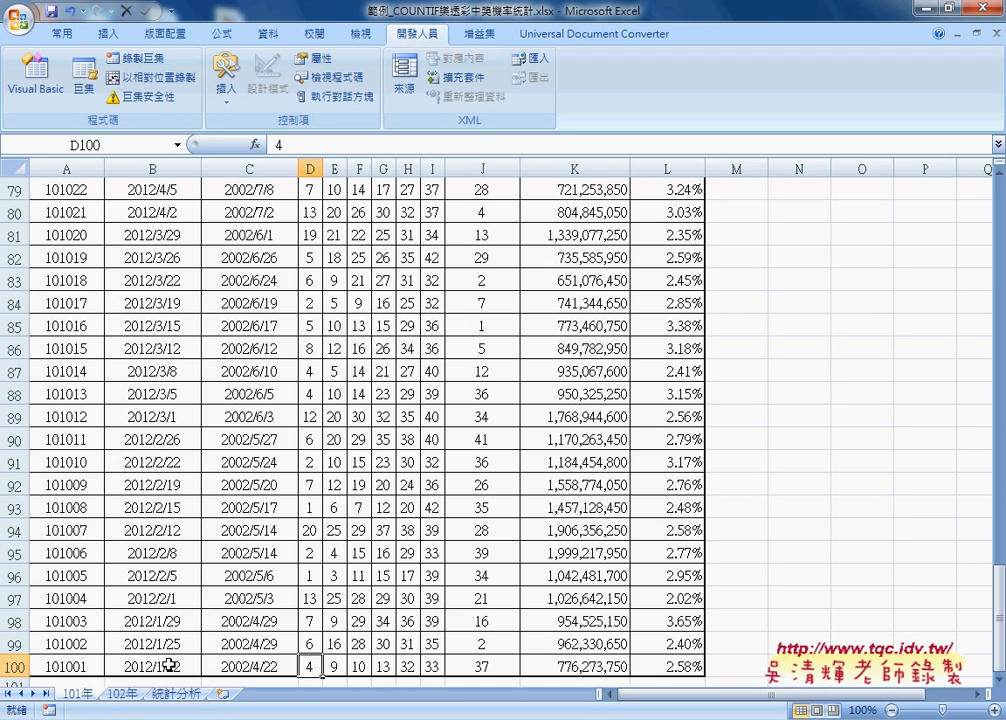 範例_COUNTIF樂透彩中獎機率統計.xlsx - Microsoft Excel
常用 插入 版面配置 公式 資料 校閱 檢視 開發人員 增益集 Universal Document Converter
Visual Basic 巨集 錄製巨集 以相對位置錄製 巨集安全性 程式碼
插入 設計模式 屬性 檢視程式碼 執行對話方塊 控制項
來源 對應內容 擴充套件 重新整理資料 匯入 匯出 XML
D100 fx 4
A B C D E F G H I J K L M N O P Q
79 101022 2012/4/5 2002/7/8 7 10 14 17 27 37 28 721,253,850 3.24%
80 101021 2012/4/2 2002/7/2 13 20 26 30 32 37 4 804,845,050 3.03%
81 101020 2012/3/29 2002/6/1 19 21 22 25 31 34 13 1,339,077,250 2.35%
82 101019 2012/3/26 2002/6/26 5 18 25 26 35 42 29 735,585,950 2.59%
83 101018 2012/3/22 2002/6/24 6 9 21 27 31 32 2 651,076,450 2.45%
84 101017 2012/3/19 2002/6/19 2 5 9 16 25 32 7 741,344,650 2.85%
85 101016 2012/3/15 2002/6/17 5 10 13 15 29 36 1 773,460,750 3.38%
86 101015 2012/3/12 2002/6/12 8 12 16 26 34 36 5 849,782,950 3.18%
87 101014 2012/3/8 2002/6/10 4 5 14 21 27 40 12 935,067,600 2.41%
88 101013 2012/3/5 2002/6/5 4 10 14 23 29 39 36 950,325,250 3.15%
89 101012 2012/3/1 2002/6/3 12 20 30 32 35 40 34 1,768,944,600 2.56%
90 101011 2012/2/26 2002/5/27 6 20 29 35 38 40 41 1,170,263,450 2.79%
91 101010 2012/2/22 2002/5/24 2 10 15 23 30 32 36 1,184,454,800 3.17%
92 101009 2012/2/19 2002/5/20 7 12 19 20 24 36 26 1,558,774,050 2.76%
93 101008 2012/2/15 2002/5/17 1 6 7 12 20 42 35 1,457,128,450 2.48%
94 101007 2012/2/12 2002/5/14 20 25 29 37 38 39 28 1,906,356,250 2.58%
95 101006 2012/2/8 2002/5/14 2 4 15 16 29 33 39 1,999,217,950 2.77%
96 101005 2012/2/5 2002/5/6 1 3 11 15 17 39 34 1,042,481,700 2.95%
97 101004 2012/2/1 2002/5/3 13 25 28 29 30 39 21 1,026,642,150 2.02%
98 101003 2012/1/29 2002/4/29 7 9 29 34 36 39 16 954,525,110 3.65%
99 101002 2012/1/25 2002/4/29 6 16 28 30 31 35 2 962,330,650 2.40%
100 101001 2002/4/22 4 9 10 13 32 33 37 776,273,750 2.58%
http://www.tqc.idv.tw/
吳清輝老師錄製
101年 102年 統計分析
就緒 100%